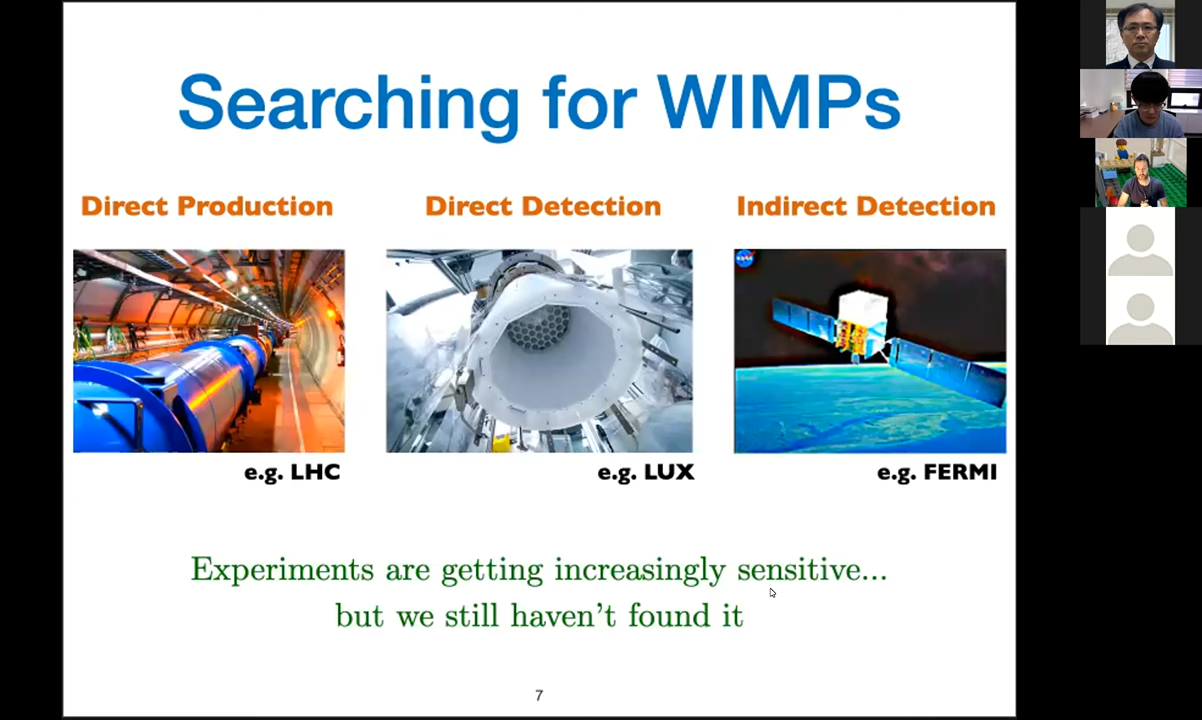 Searching for WIMPs
Direct Production
Direct Detection
Indirect Detection
e.g. LHC
e.g. LUX
e.g. FERMI
Experiments are getting increasingly sensitive...
but we still haven't found it
7